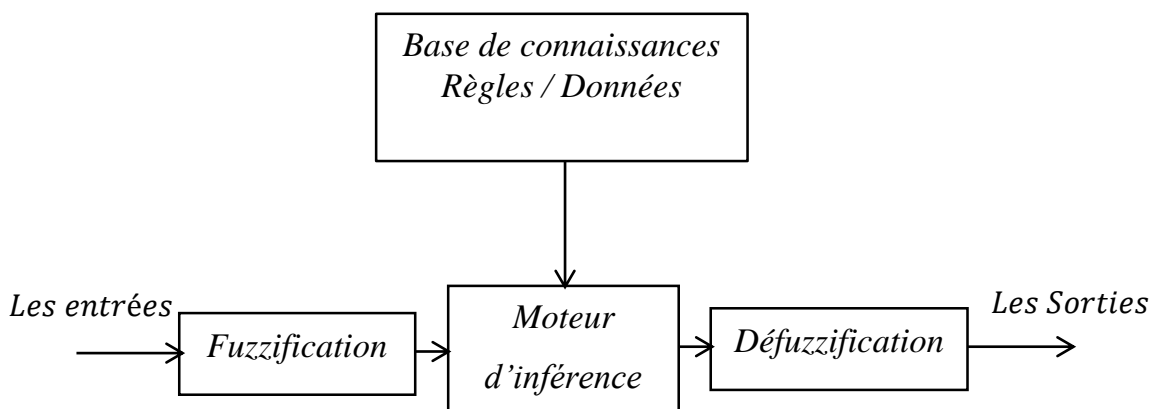 Base de connaissances
Règles / Données
Les entrées
Fuzzification
Moteur
d’inférence
Défuzzification
Les Sorties